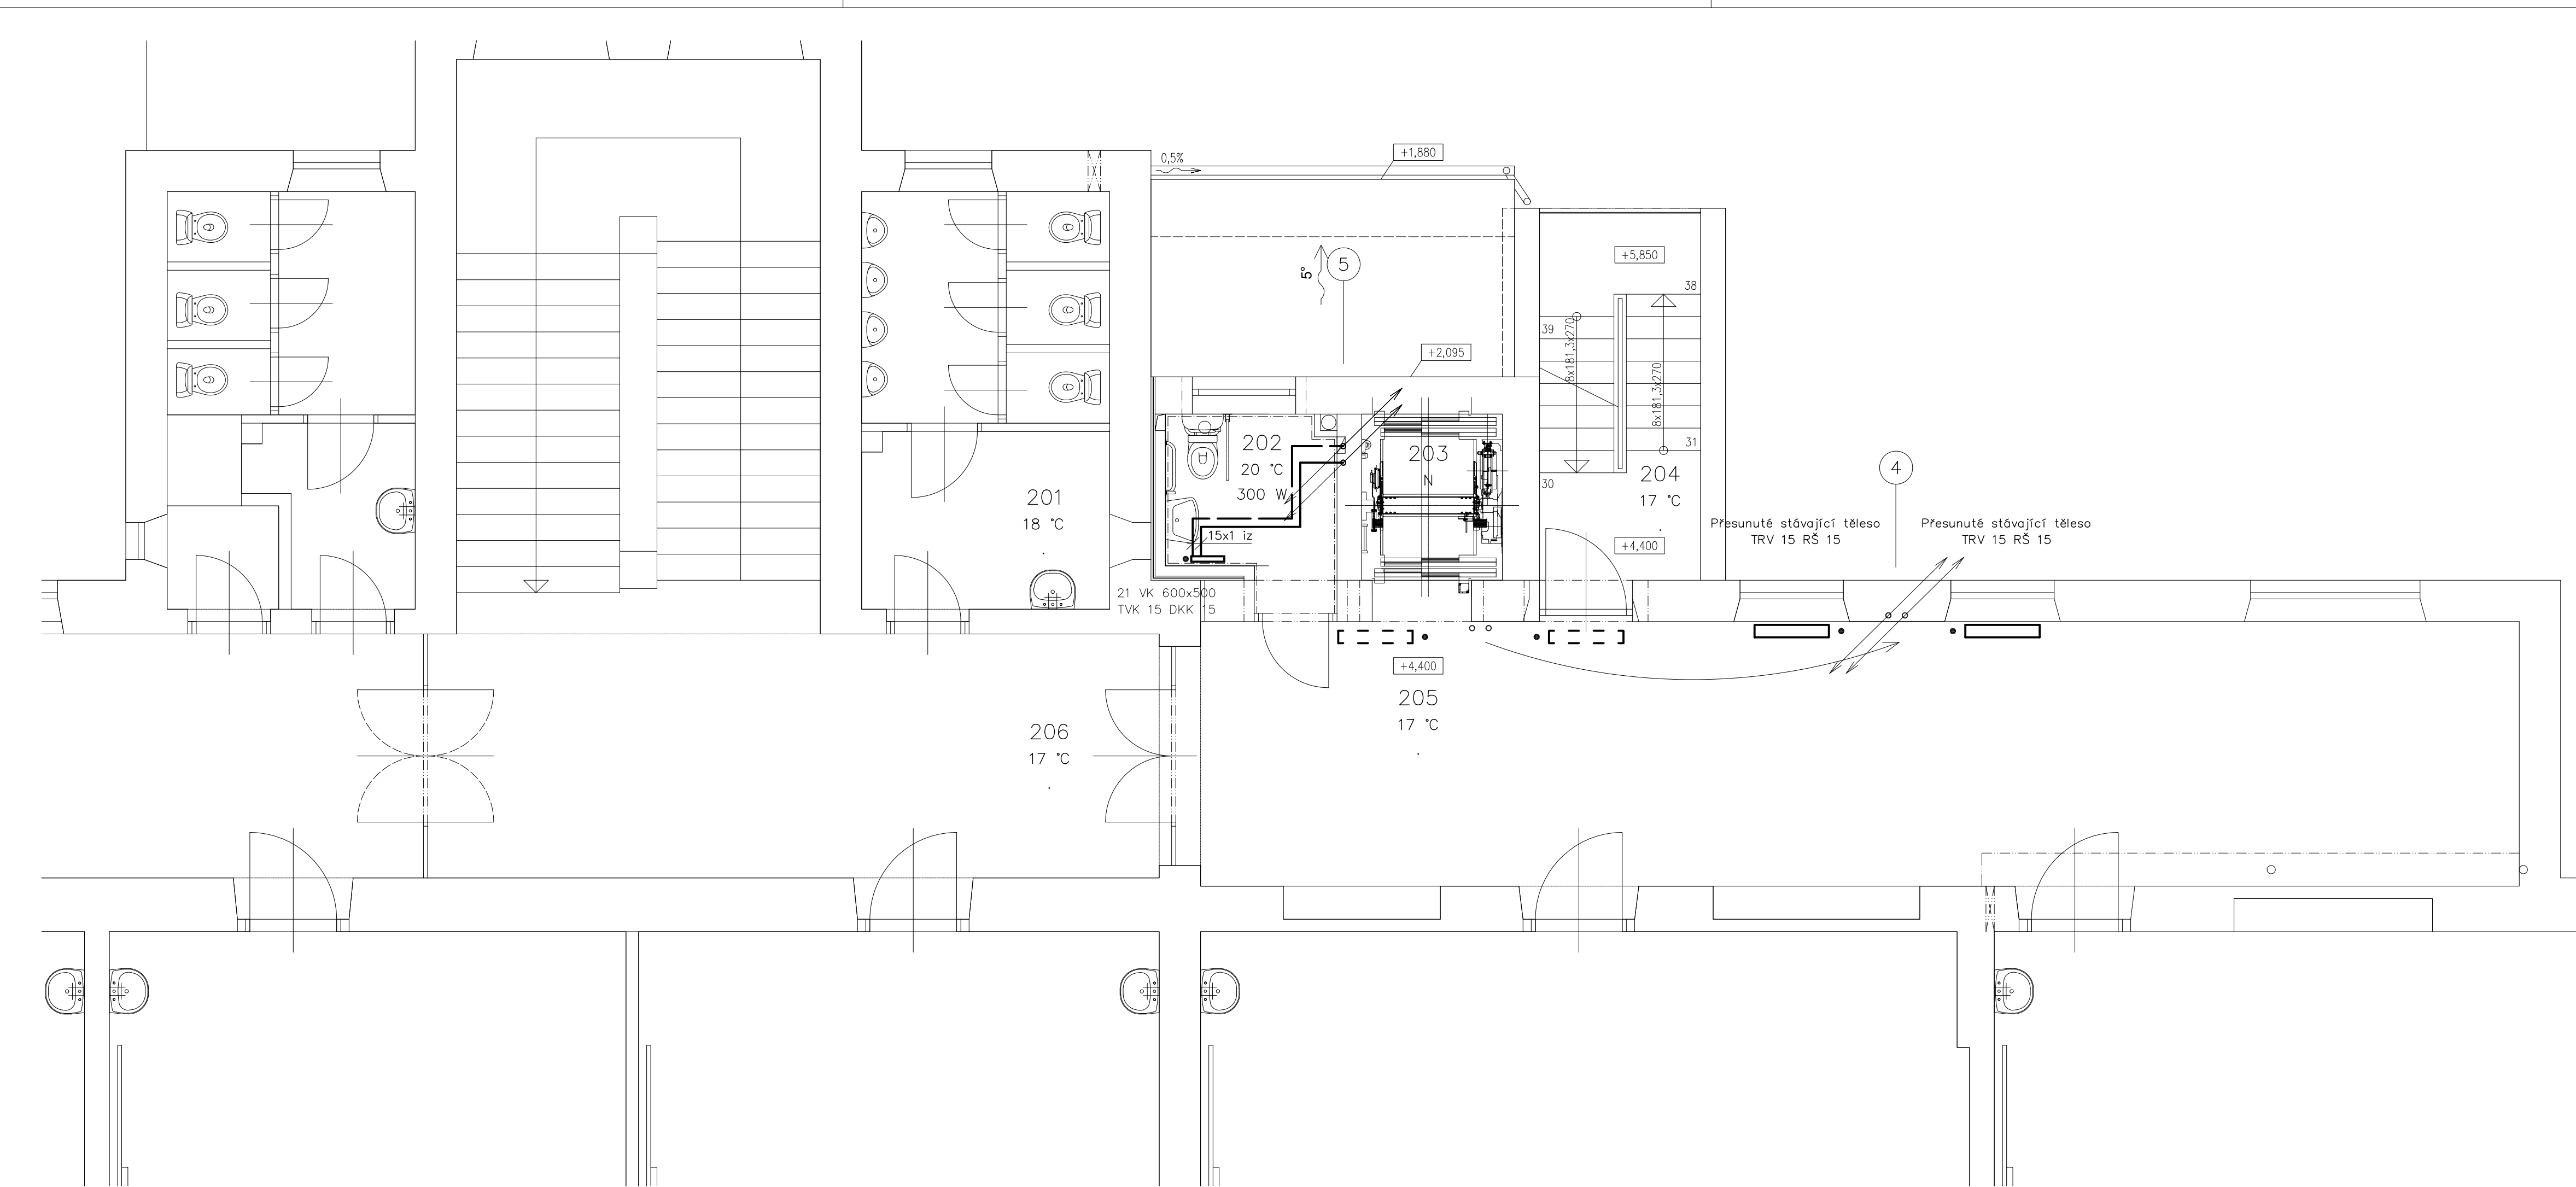 0,5%
+1,880
+5,850
5
5°
38
39
8x181,3x270
8x181,3x270
+2,095
31
30
202
20 °C
300 W
203
N
204
17 °C
4
201
18 °C
15x1 iz
+4,400
Přesunuté stávající těleso
TRV 15 RŠ 15
Přesunuté stávající těleso
TRV 15 RŠ 15
21 VK 600x500
TVK 15 DKK 15
+4,400
205
17 °C
206
17 °C